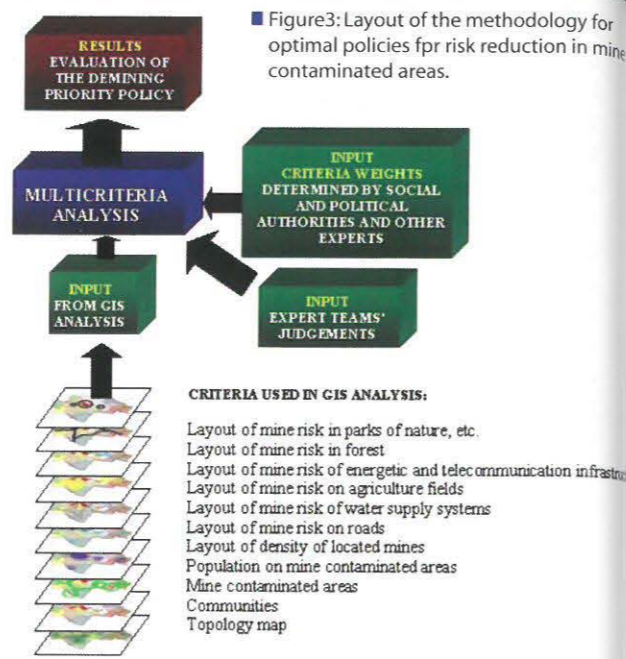 Figure3: Layout of the methodology for
optimal policies fpr risk reduction in mine
contaminated areas.
RESULTS
EVALUATION OF
THE DEMINING
PRIORITY POLICY
MULTICRITERIA
ANALYSIS
INPUT
CRITERIA WEIGHTS
DETERMINED BY SOCIAL
AND POLITICAL
AUTHORITIES AND OTHER
EXPERTS
INPUT
FROM GIS
ANALYSIS
INPUT
EXPERT TEAMS'
JUDGEMENTS
CRITERIA USED IN GIS ANALYSIS:
Layout of mine risk in parks of nature, etc.
Layout of mine risk in forest
Layout of mine risk of energetic and telecommunication
Layout of mine risk on agriculture fields
Layout of mine risk of water supply systems
Layout of mine risk on roads
Layout of density of located mines
Population on mine contaminated areas
Mine contaminated areas
Communities
Topology map